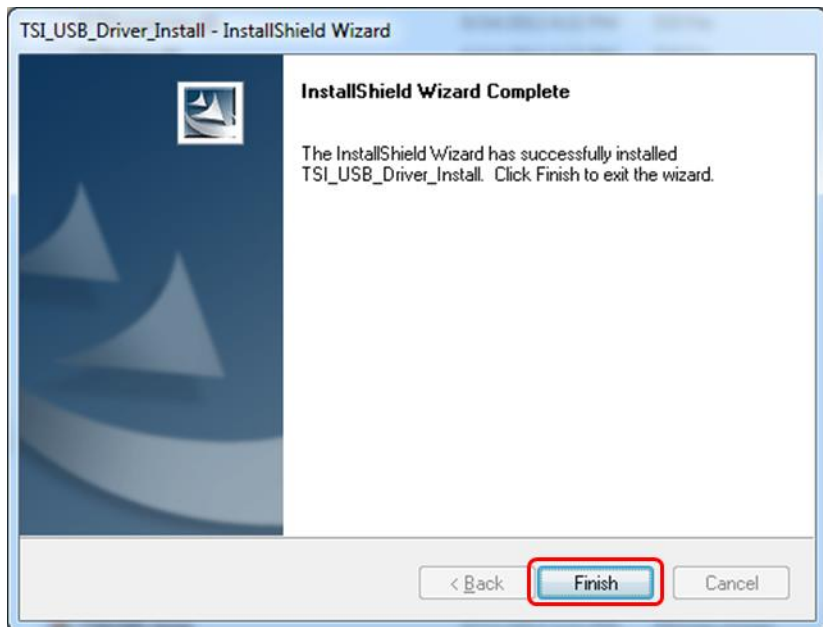 TSI_USB_Driver_Install - InstallShield Wizard
InstallShield Wizard Complete
The InstallShield Wizard has successfully installed
TSI_USB_Driver_Install. Click Finish to exit the wizard.
< Back
Finish
Cancel